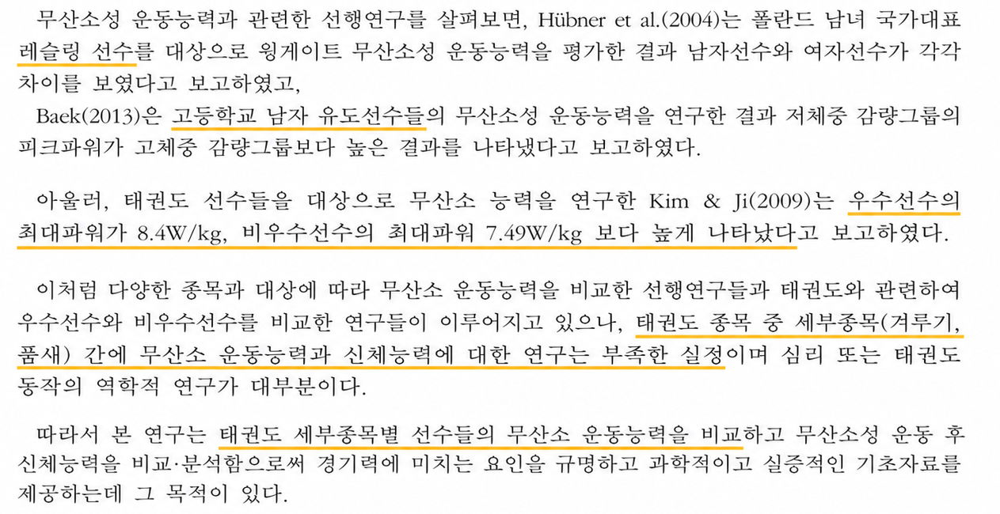 무산소성 운동능력과 관련한 선행연구를 살펴보면, Hübner et al.(2004)는 폴란드 남녀 국가대표
레슬링 선수를 대상으로 윙게이트 무산소성 운동능력을 평가한 결과 남자선수와 여자선수가 각각
차이를 보였다고 보고하였고,
Baek(2013)은 고등학교 남자 유도선수들의 무산소성 운동능력을 연구한 결과 저체중 감량그룹의
피크파워가 고체중 감량그룹보다 높은 결과를 나타냈다고 보고하였다.
아울러, 태권도 선수들을 대상으로 무산소 능력을 연구한 Kim & Ji(2009)는 우수선수의
최대파워가 8.4W/kg, 비우수선수의 최대파워 7.49W/kg 보다 높게 나타났다고 보고하였다.
이처럼 다양한 종목과 대상에 따라 무산소 운동능력을 비교한 선행연구들과 태권도와 관련하여
우수선수와 비우수선수를 비교한 연구들이 이루어지고 있으나, 태권도 종목 중 세부종목(겨루기,
품새) 간에 무산소 운동능력과 신체능력에 대한 연구는 부족한 실정이며 심리 또는 태권도
동작의 역학적 연구가 대부분이다.
따라서 본 연구는 태권도 세부종목별 선수들의 무산소 운동능력을 비교하고 무산소성 운동 후
신체능력을 비교·분석함으로써 경기력에 미치는 요인을 규명하고 과학적이고 실증적인 기초자료를
제공하는데 그 목적이 있다.